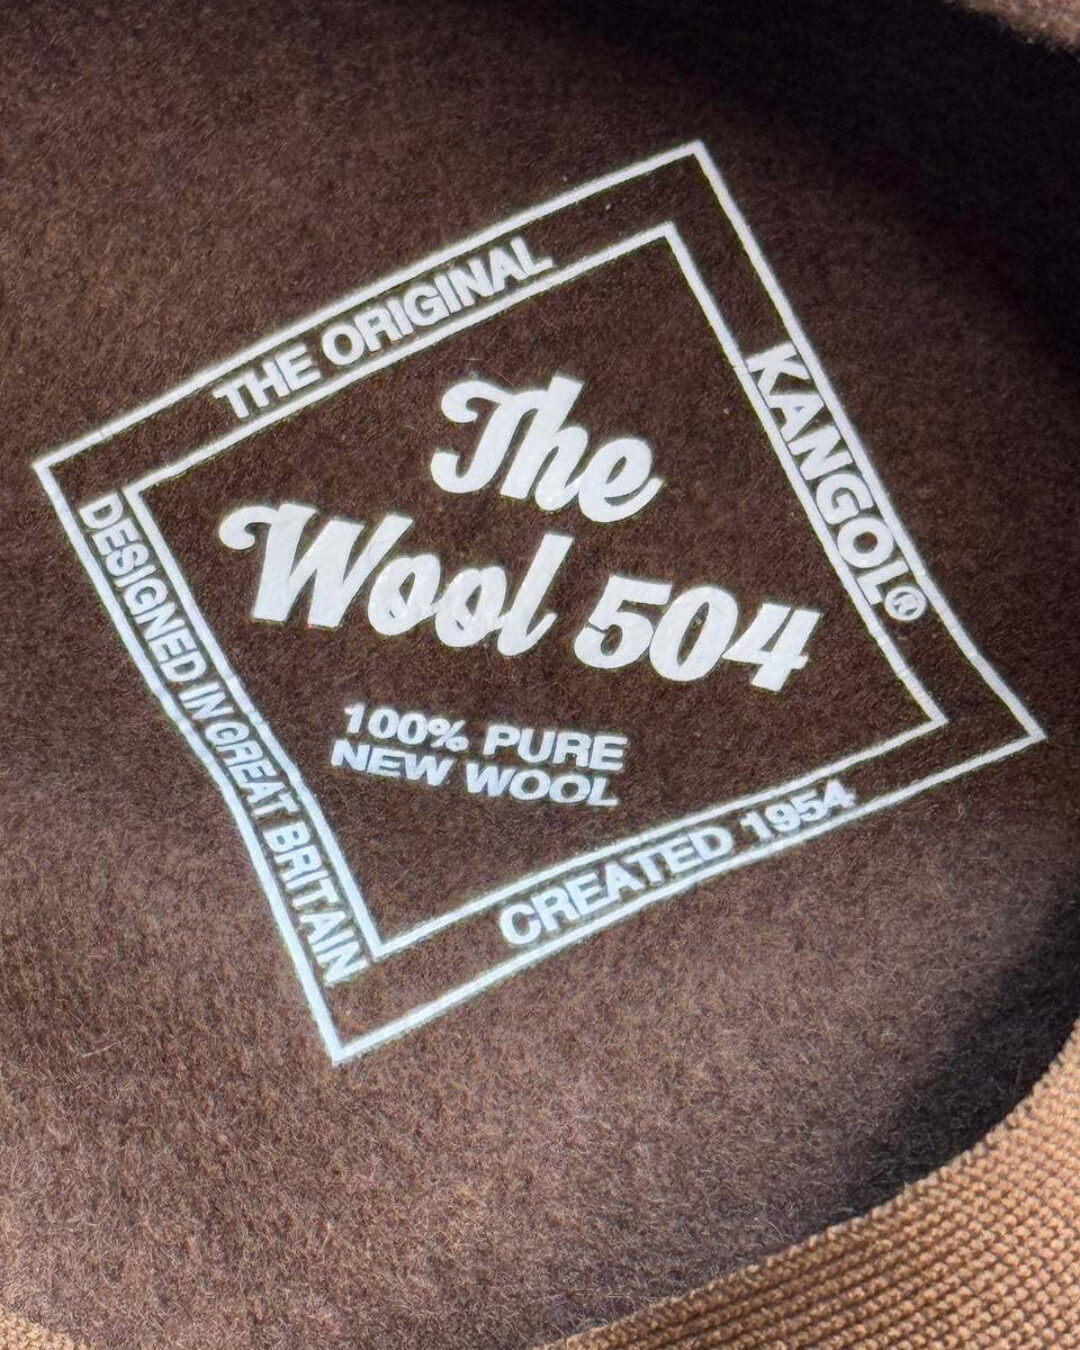 THE ORIGINAL
KANGOL®
The
Wool 504
100% PURE
NEW WOOL
DESIGNED IN GREAT BRITAIN
CREATED 1954